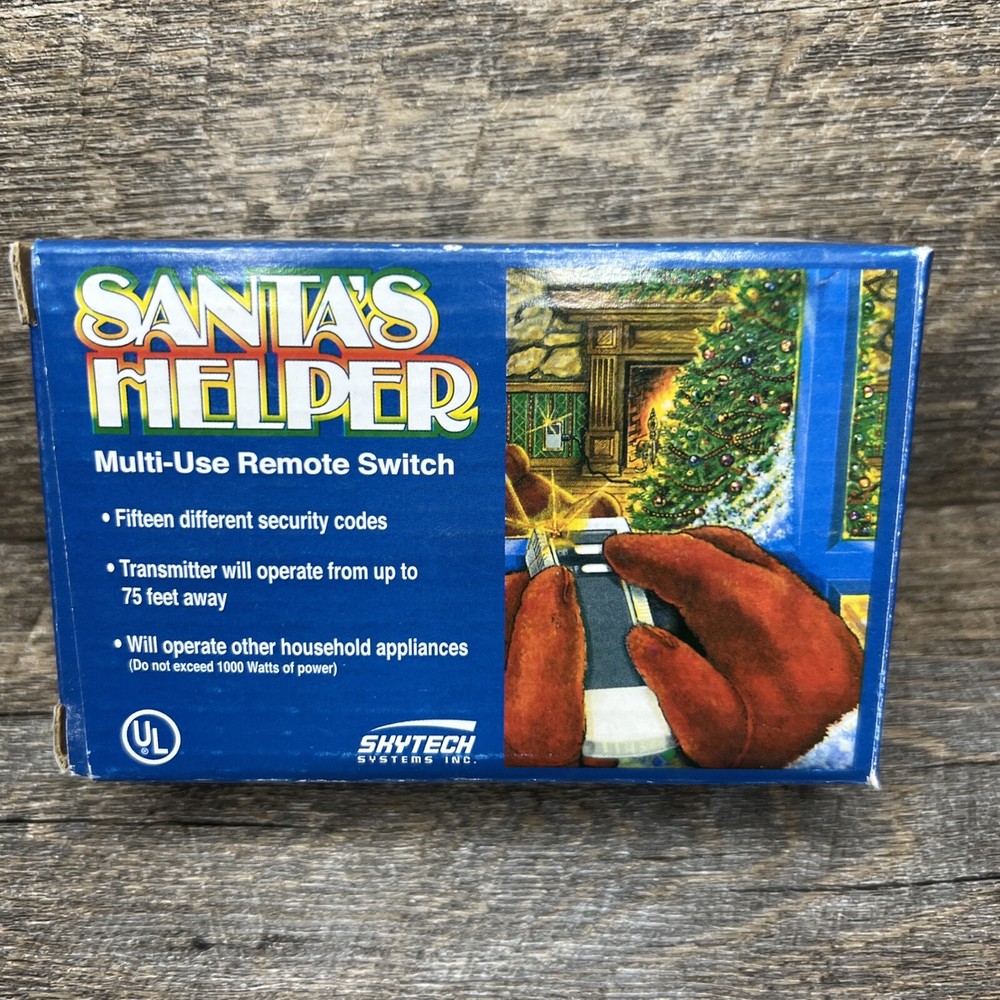 SANTA'S
HELPER
Multi-Use Remote Switch
• Fifteen different security codes
• Transmitter will operate from up to
75 feet away
• Will operate other household appliances
(Do not exceed 1000 Watts of power)
UL
®
SKYTECH
SYSTEMS INC.